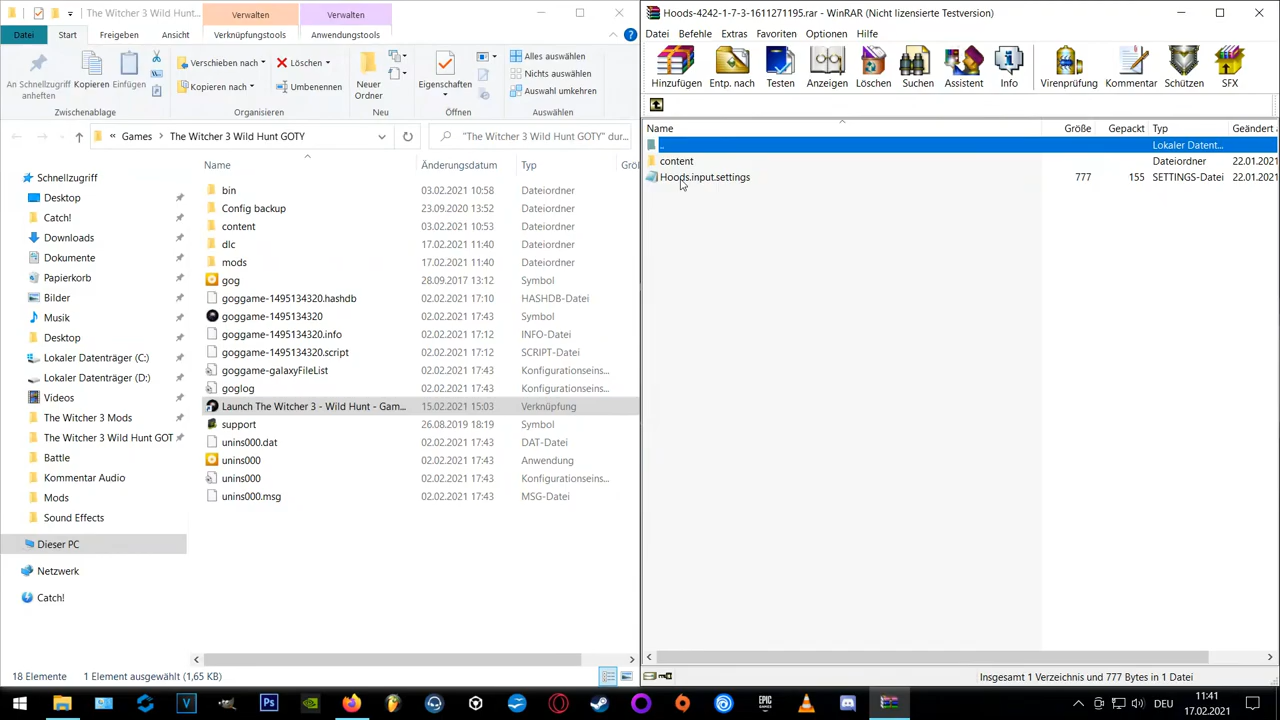 The Witcher 3 Wild Hunt...
Verwalten
Verwalten
Datei
Start
Freigeben
Ansicht
Verknüpfungstools
Anwendungstools
An Schnellzugriff
anheften
Kopieren
Einfügen
Zwischenablage
Verschieben nach
Kopieren nach
Löschen
Umbenennen
Organisieren
Neuer
Ordner
Neu
Eigenschaften
Öffnen
Alles auswählen
Nichts auswählen
Auswahl umkehren
Auswählen
« Games > The Witcher 3 Wild Hunt GOTY
"The Witcher 3 Wild Hunt GOTY" dur...
Schnellzugriff
Desktop
Catch!
Downloads
Dokumente
Papierkorb
Bilder
Musik
Desktop
Lokaler Datenträger (C:)
Lokaler Datenträger (D:)
Videos
The Witcher 3 Mods
The Witcher 3 Wild Hunt GOT
Battle
Kommentar Audio
Mods
Sound Effects
Dieser PC
Netzwerk
Catch!
Name Änderungsdatum Typ Grö
bin 03.02.2021 10:58 Dateiordner
Config backup 23.09.2020 13:52 Dateiordner
content 03.02.2021 10:53 Dateiordner
dlc 17.02.2021 11:40 Dateiordner
mods 17.02.2021 11:40 Dateiordner
gog 28.09.2017 13:12 Symbol
goggame-1495134320.hashdb 02.02.2021 17:10 HASHDB-Datei
goggame-1495134320 02.02.2021 17:43 Symbol
goggame-1495134320.info 02.02.2021 17:12 INFO-Datei
goggame-1495134320.script 02.02.2021 17:12 SCRIPT-Datei
goggame-galaxyFileList 02.02.2021 17:43 Konfigurationseins...
goglog 02.02.2021 17:43 Konfigurationseins...
Launch The Witcher 3 - Wild Hunt - Gam... 15.02.2021 15:03 Verknüpfung
support 26.08.2019 18:19 Symbol
unins000.dat 02.02.2021 17:43 DAT-Datei
unins000 02.02.2021 17:43 Anwendung
unins000 02.02.2021 17:43 Konfigurationseins...
unins000.msg 02.02.2021 17:43 MSG-Datei
18 Elemente 1 Element ausgewählt (1,65 KB)
Hoods-4242-1-7-3-1611271195.rar - WinRAR (Nicht lizensierte Testversion)
Datei Befehle Extras Favoriten Optionen Hilfe
Hinzufügen Entp. nach Testen Anzeigen Löschen Suchen Assistent Info Virenprüfung Kommentar Schützen SFX
Name Größe Gepackt Typ Geändert
.. Lokaler Datent...
content Dateiordner 22.01.2021
Hoods.input.settings 777 155 SETTINGS-Datei 22.01.2021
Insgesamt 1 Verzeichnis und 777 Bytes in 1 Datei
EPIC
GAMES
DEU
11:41
17.02.2021